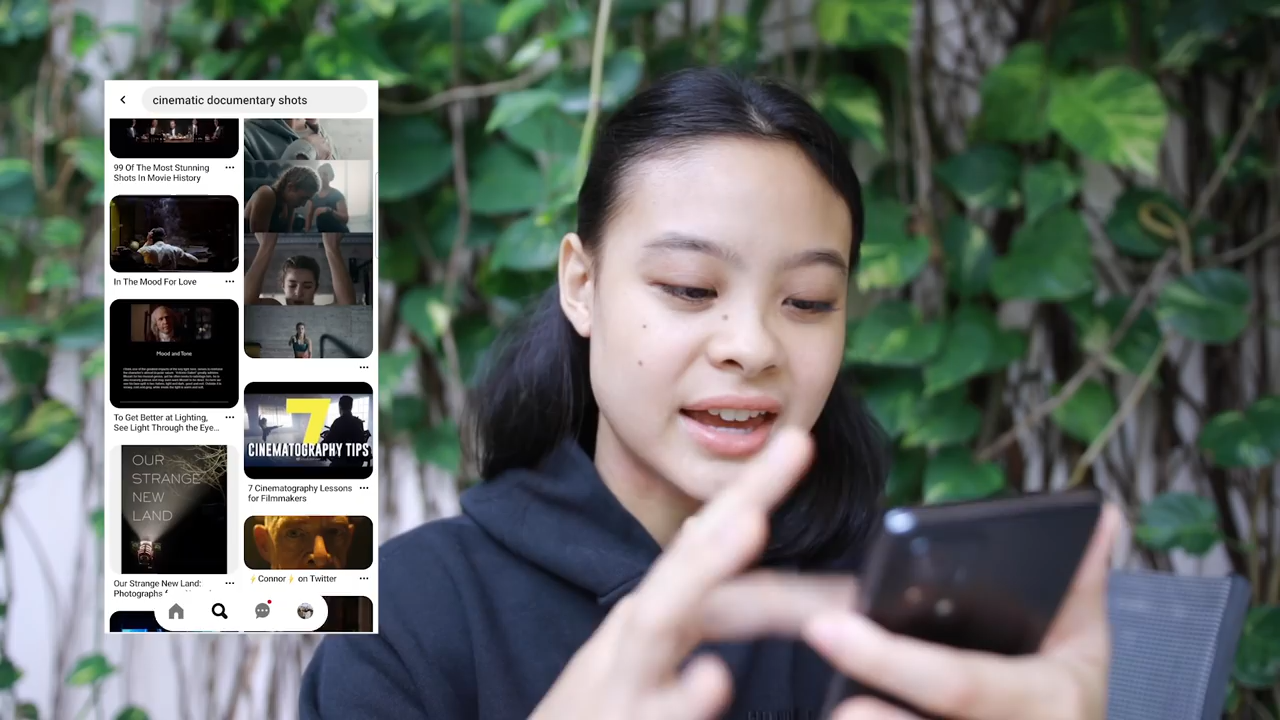 cinematic documentary shots
99 Of The Most Stunning
Shots In Movie History
In The Mood For Love
Mood and Tone
To Get Better at Lighting,
See Light Through the Eye...
OUR
STRANGE
NEW
LAND
Our Strange New Land:
Photographs
7
CINEMATOGRAPHY TIPS
7 Cinematography Lessons
for Filmmakers
⚡Connor⚡ on Twitter